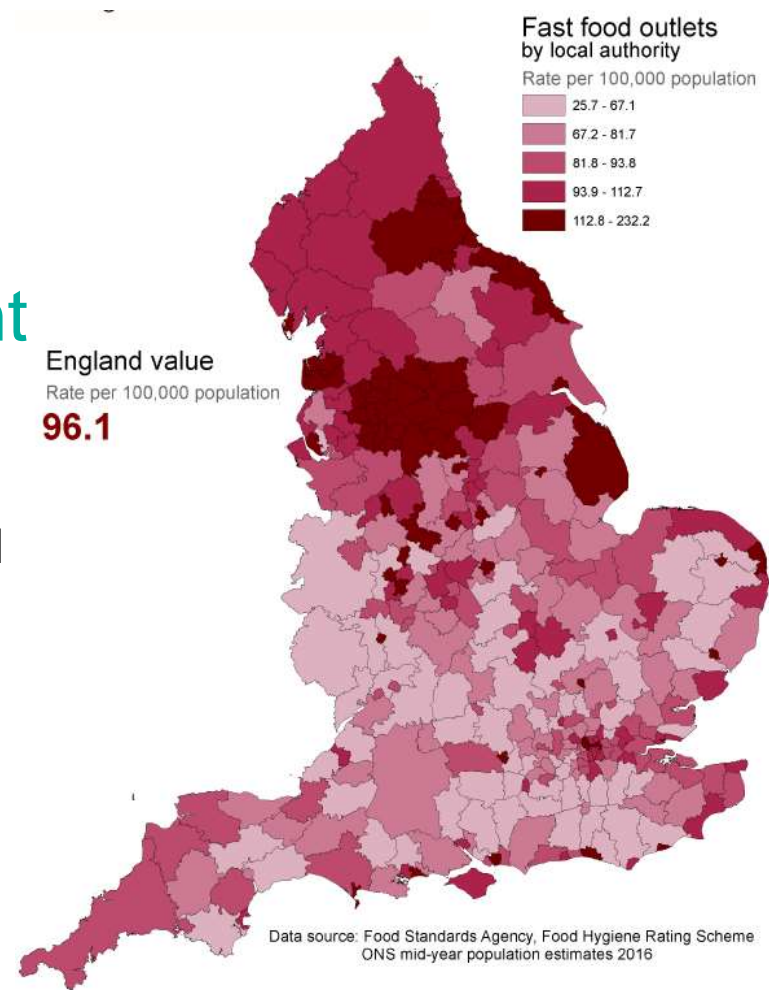 Fast food outlets
by local authority
Rate per 100,000 population
25.7 - 67.1
67.2 - 81.7
81.8 - 93.8
93.9 - 112.7
112.8 - 232.2
England value
Rate per 100,000 population
96.1
Data source: Food Standards Agency, Food Hygiene Rating Scheme
ONS mid-year population estimates 2016